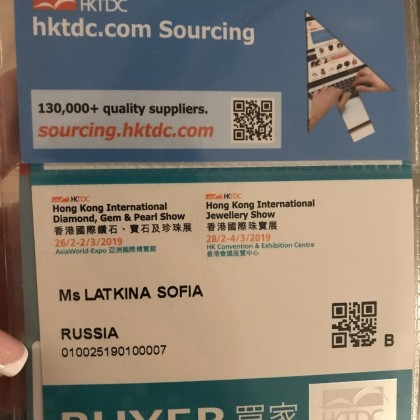 HKTDC
hktdc.com Sourcing
130,000+ quality suppliers.
sourcing.hktdc.com
HKTDC
Hong Kong International
Diamond, Gem & Pearl Show
香港國際鑽石、寶石及珍珠展
26/2-2/3/2019
AsiaWorld-Expo 亞洲國際博覽館
HKTDC
Hong Kong International
Jewellery Show
香港國際珠寶展
28/2-4/3/2019
HK Convention & Exhibition Centre
香港會議展覽中心
Ms LATKINA SOFIA
RUSSIA
010025190100007
B
BUYER 買家
HKTDC